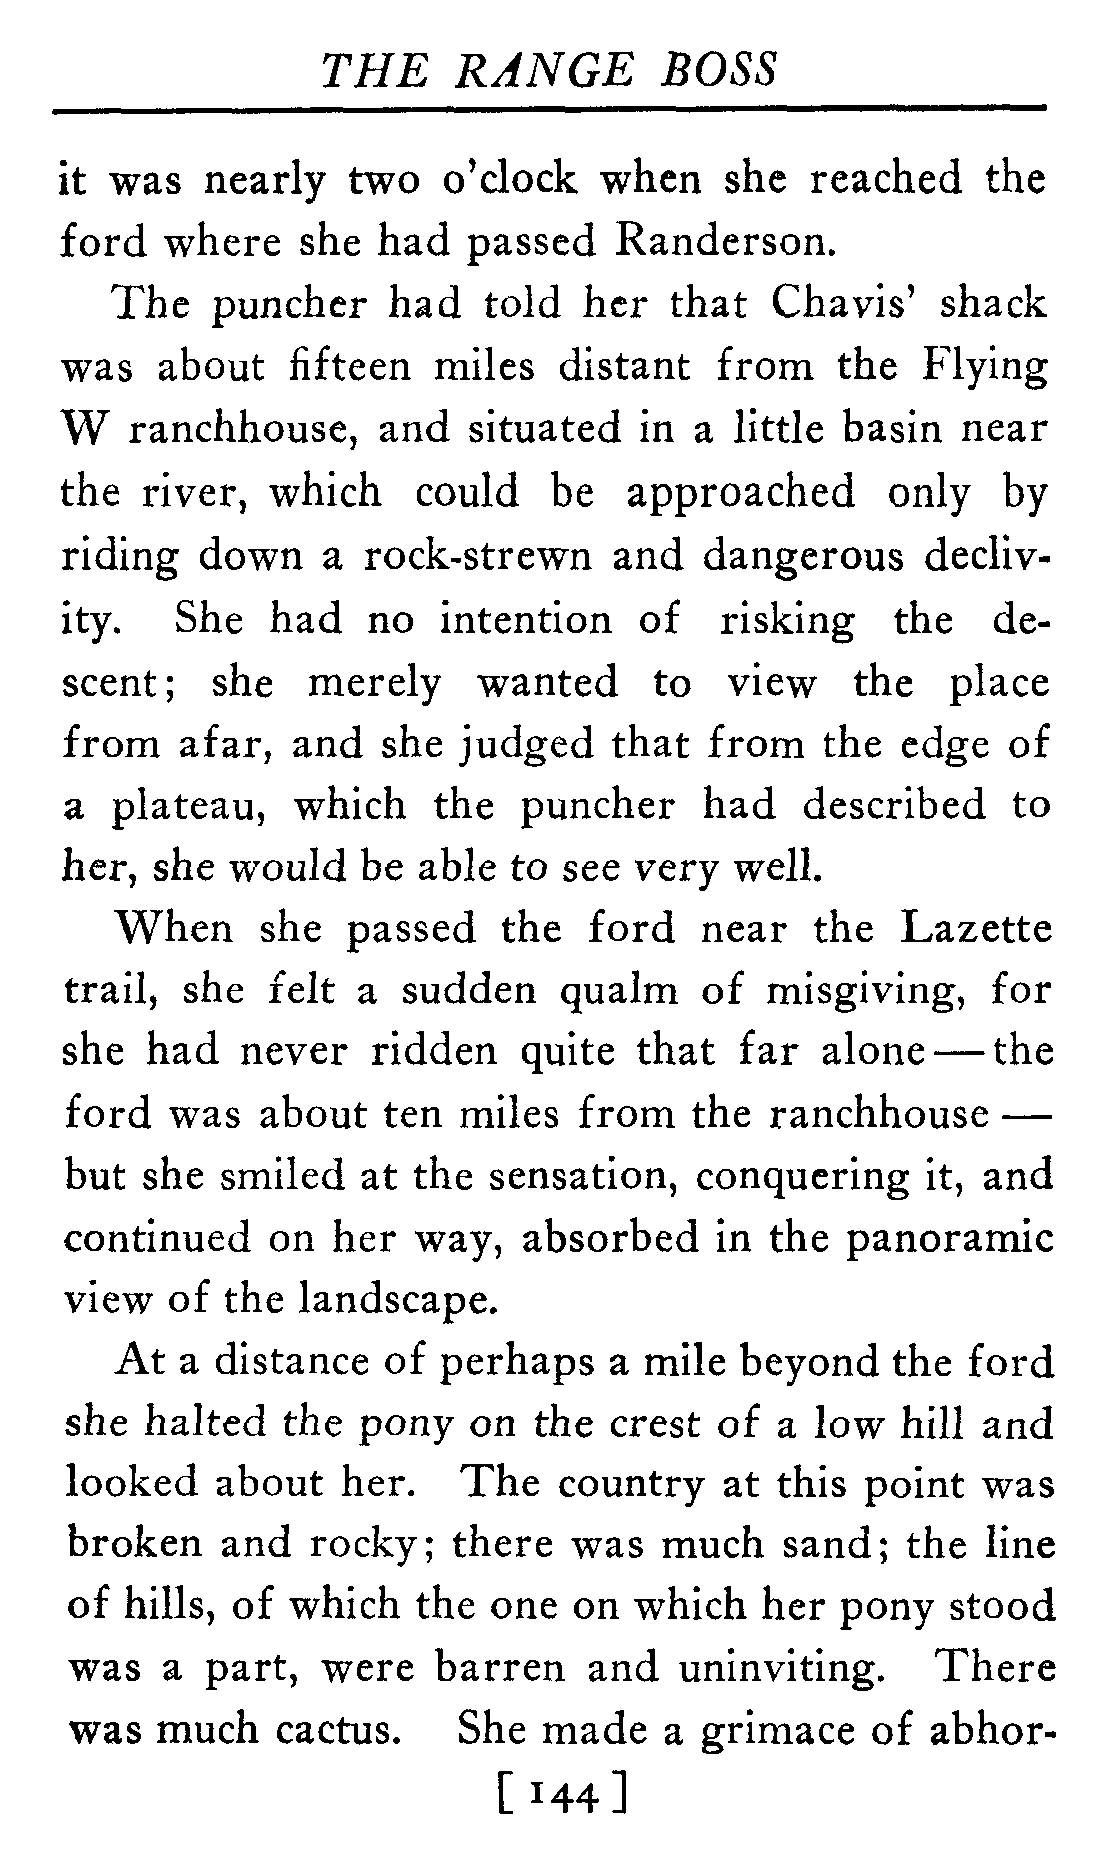 THE RANGE BOSS
it was nearly two o'clock when she reached the
ford where she had passed Randerson.
The puncher had told her that Chavis' shack
was about fifteen miles distant from the Flying
W ranchhouse, and situated in a little basin near
the river, which could be approached only by
riding down a rock-strewn and dangerous decliv-
ity. She had no intention of risking the de-
scent; she merely wanted to view the place
from afar, and she judged that from the edge of
a plateau, which the puncher had described to
her, she would be able to see very well.
When she passed the ford near the Lazette
trail, she felt a sudden qualm of misgiving, for
she had never ridden quite that far alone — the
ford was about ten miles from the ranchhouse —
but she smiled at the sensation, conquering it, and
continued on her way, absorbed in the panoramic
view of the landscape.
At a distance of perhaps a mile beyond the ford
she halted the pony on the crest of a low hill and
looked about her. The country at this point was
broken and rocky; there was much sand; the line
of hills, of which the one on which her pony stood
was a part, were barren and uninviting. There
was much cactus. She made a grimace of abhor-
[ 144 ]